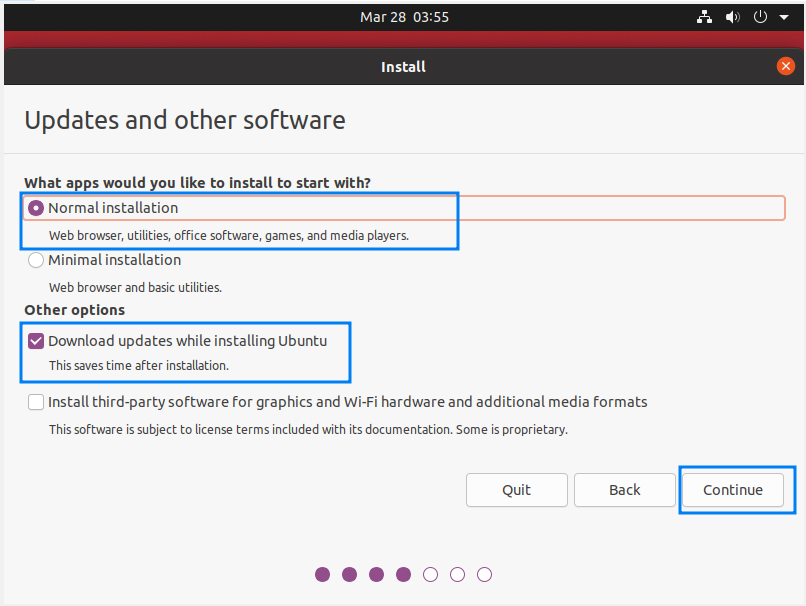 Mar 28 03:55
Install
Updates and other software
What apps would you like to install to start with?
Normal installation
Web browser, utilities, office software, games, and media players.
Minimal installation
Web browser and basic utilities.
Other options
Download updates while installing Ubuntu
This saves time after installation.
Install third-party software for graphics and Wi-Fi hardware and additional media formats
This software is subject to license terms included with its documentation. Some is proprietary.
Quit Back Continue